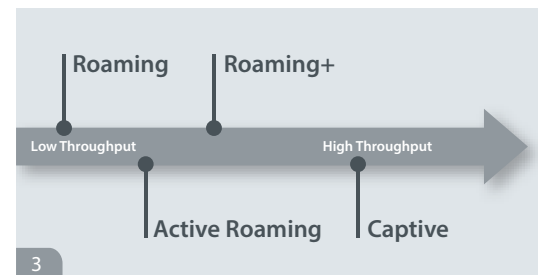 Roaming
Roaming+
Low Throughput
High Throughput
Active Roaming
Captive
3